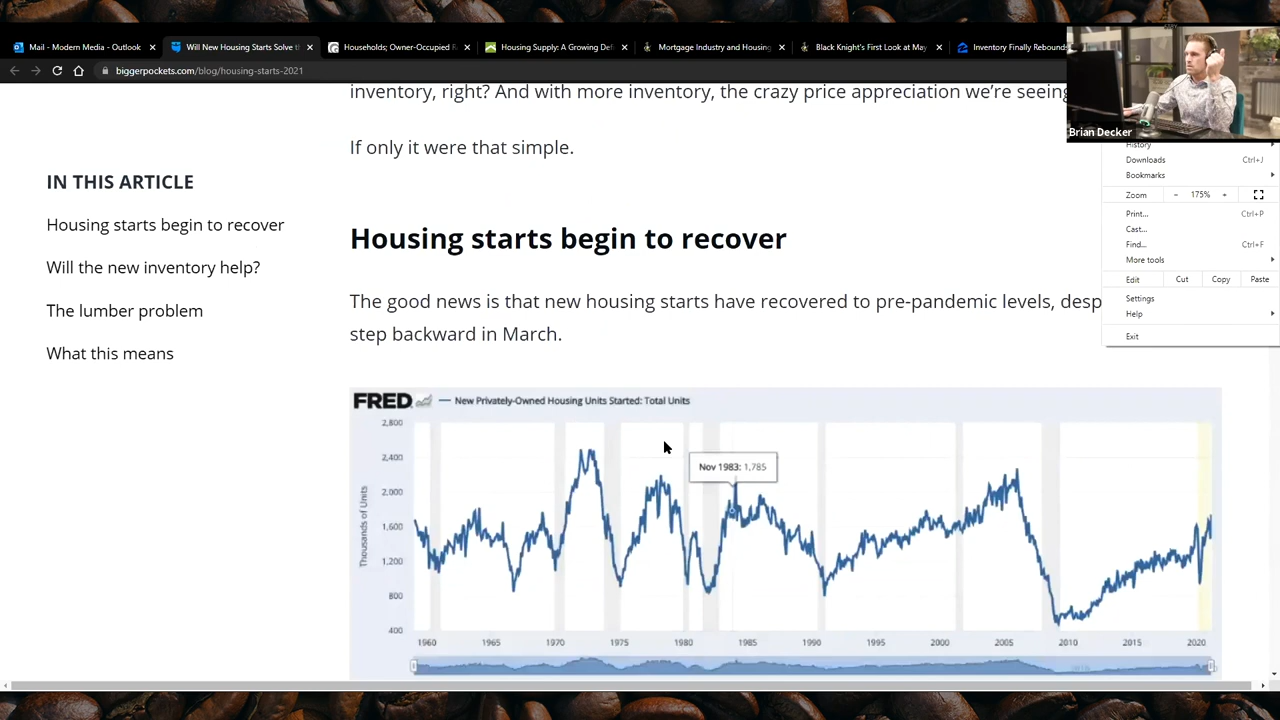 Mail - Modern Media - Outlook
Will New Housing Starts Solve t
Households; Owner-Occupied R
Housing Supply: A Growing De
Mortgage Industry and Housing
Black Knight's First Look at May
Inventory Finally Rebounds
biggerpockets.com/blog/housing-starts-2021
Brian Decker
inventory, right? And with more inventory, the crazy price appreciation we're seeing
If only it were that simple.
IN THIS ARTICLE
Housing starts begin to recover
Will the new inventory help?
The lumber problem
What this means
Housing starts begin to recover
The good news is that new housing starts have recovered to pre-pandemic levels, desp
step backward in March.
History
Downloads Ctrl+J
Bookmarks
Zoom - 175% +
Print... Ctrl+P
Cast...
Find... Ctrl+F
More tools
Edit Cut Copy Paste
Settings
Help
Exit
FRED
New Privately-Owned Housing Units Started: Total Units
Thousands of Units
2,800
2,400
2,000
1,600
1,200
800
400
Nov 1983: 1,785
1960 1965 1970 1975 1980 1985 1990 1995 2000 2005 2010 2015 2020